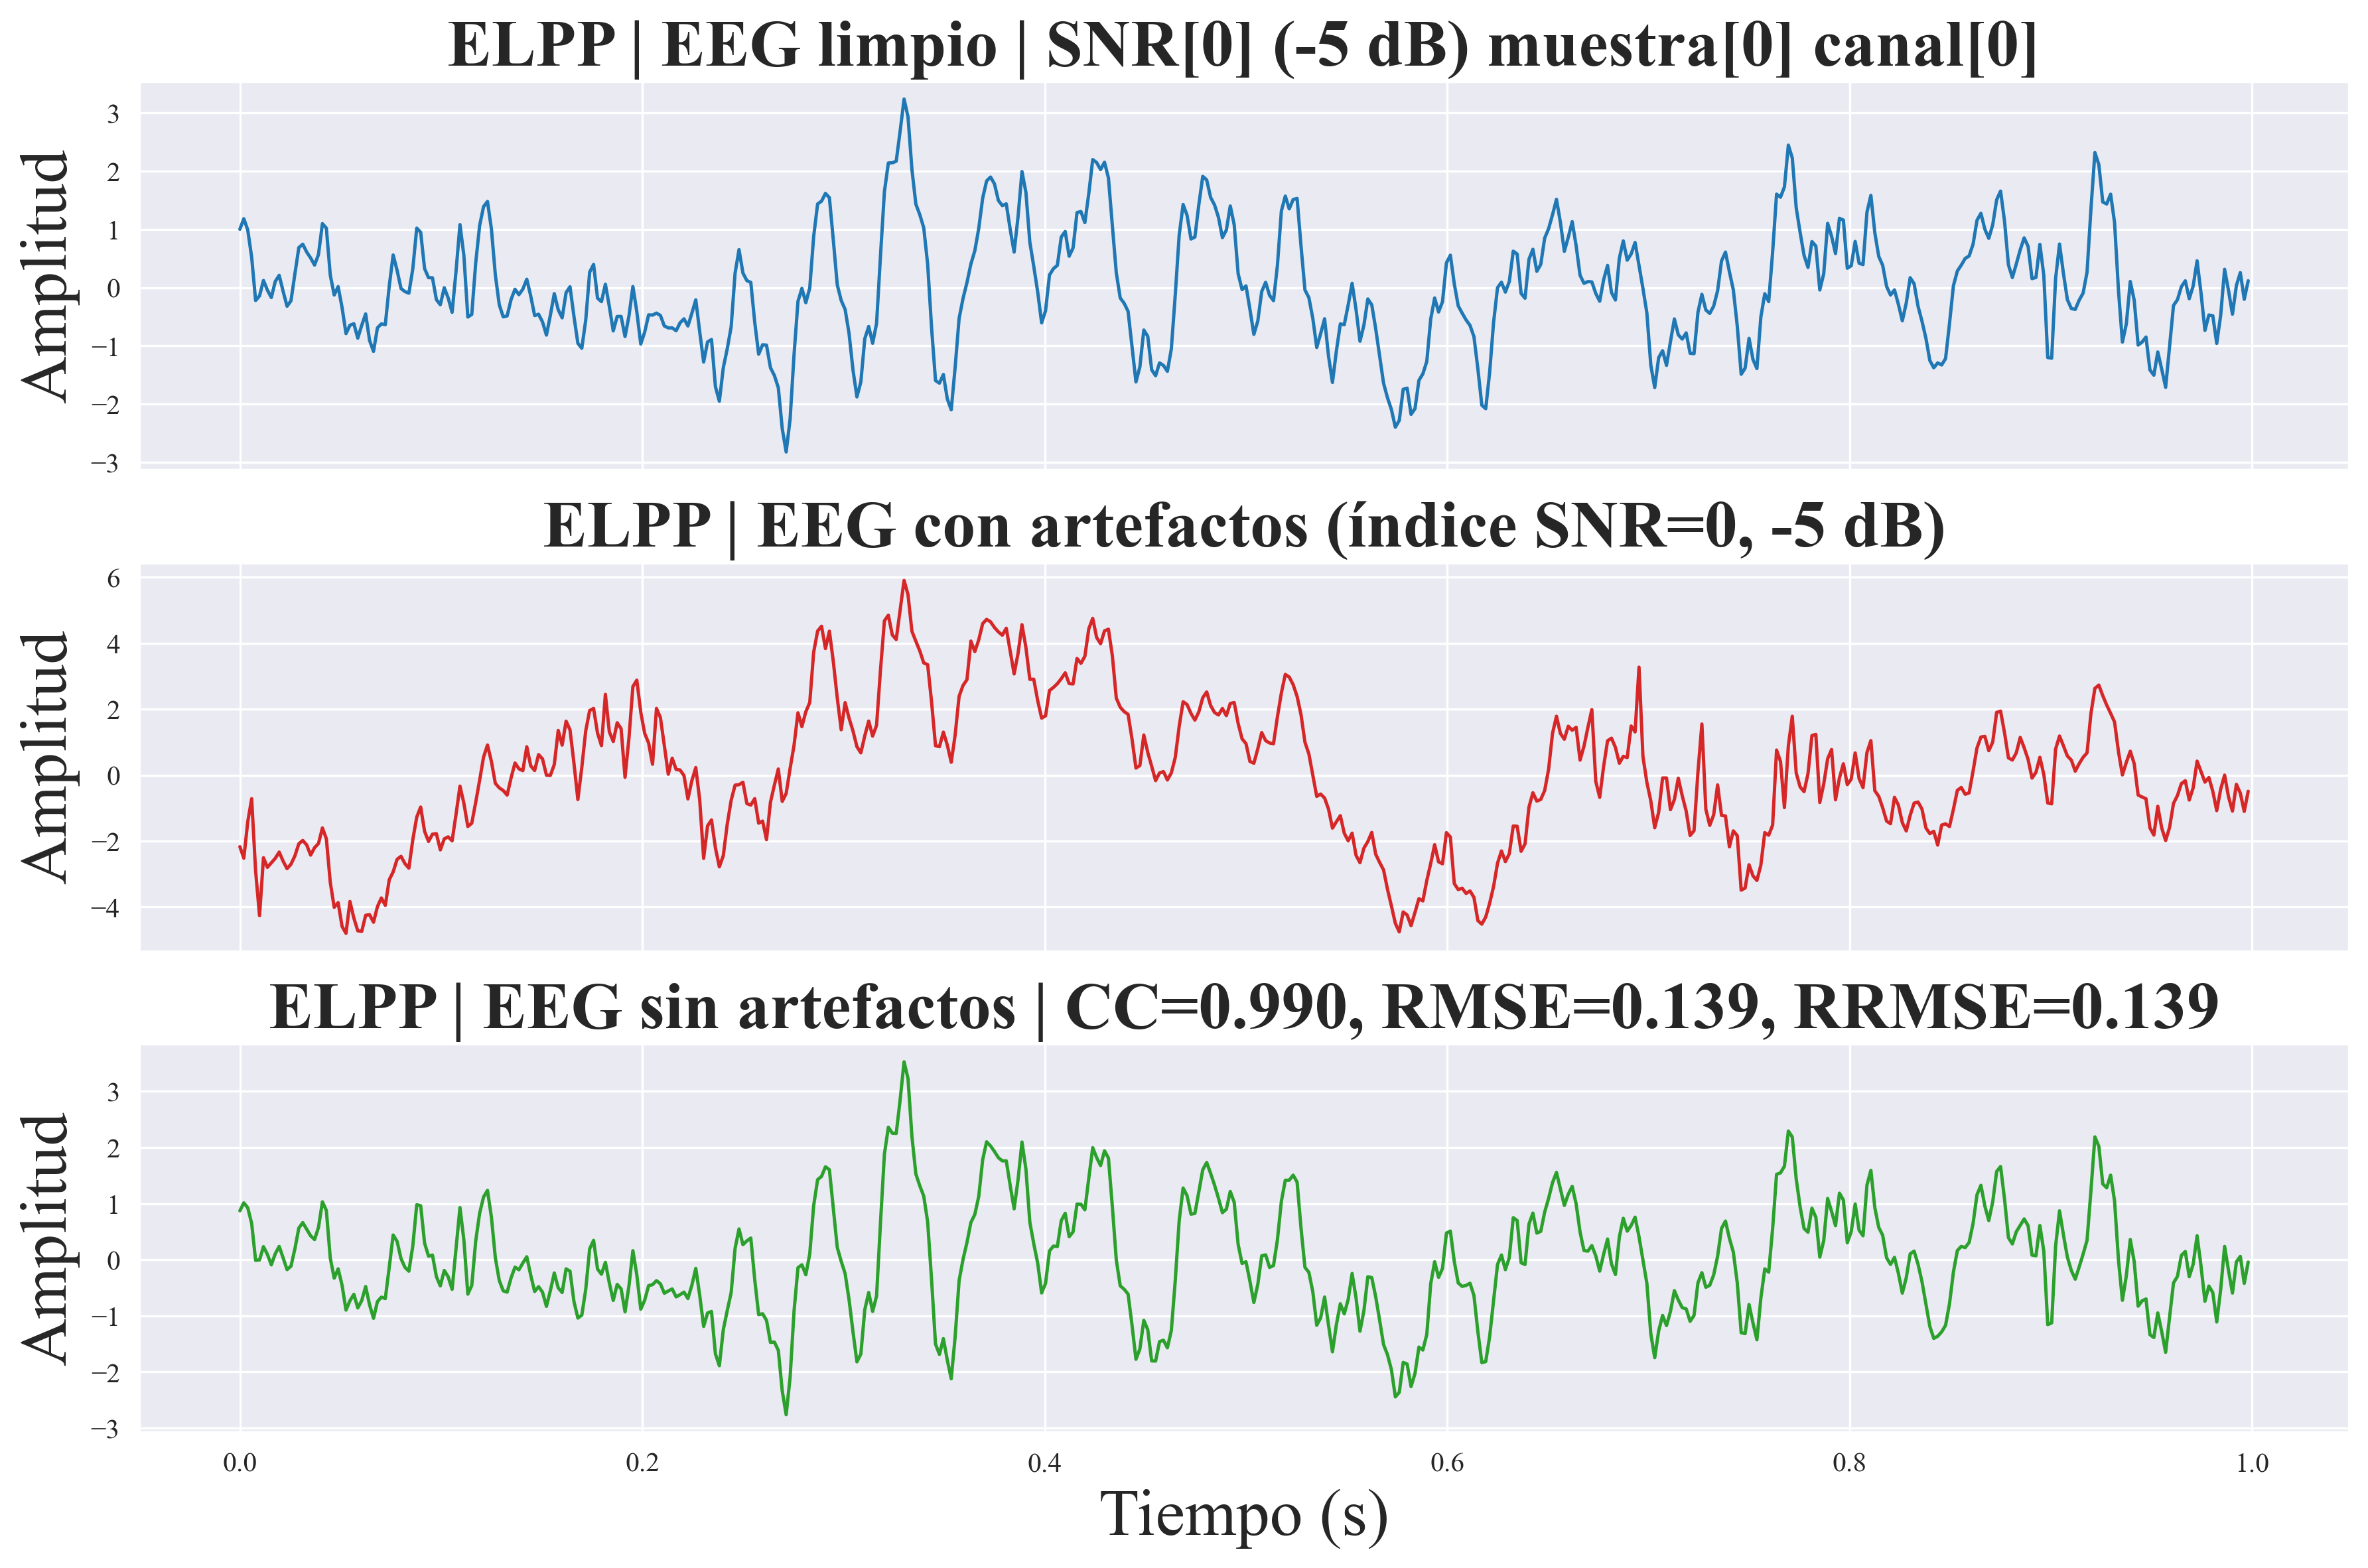 ELPP | EEG limpio | SNR[0] (-5 dB) muestra[0] canal[0]
Amplitud
3
2
1
0
−1
−2
−3
ELPP | EEG con artefactos (índice SNR=0, -5 dB)
Amplitud
6
4
2
0
−2
−4
ELPP | EEG sin artefactos | CC=0.990, RMSE=0.139, RRMSE=0.139
Amplitud
3
2
1
0
−1
−2
−3
0.0 0.2 0.4 0.6 0.8 1.0
Tiempo (s)